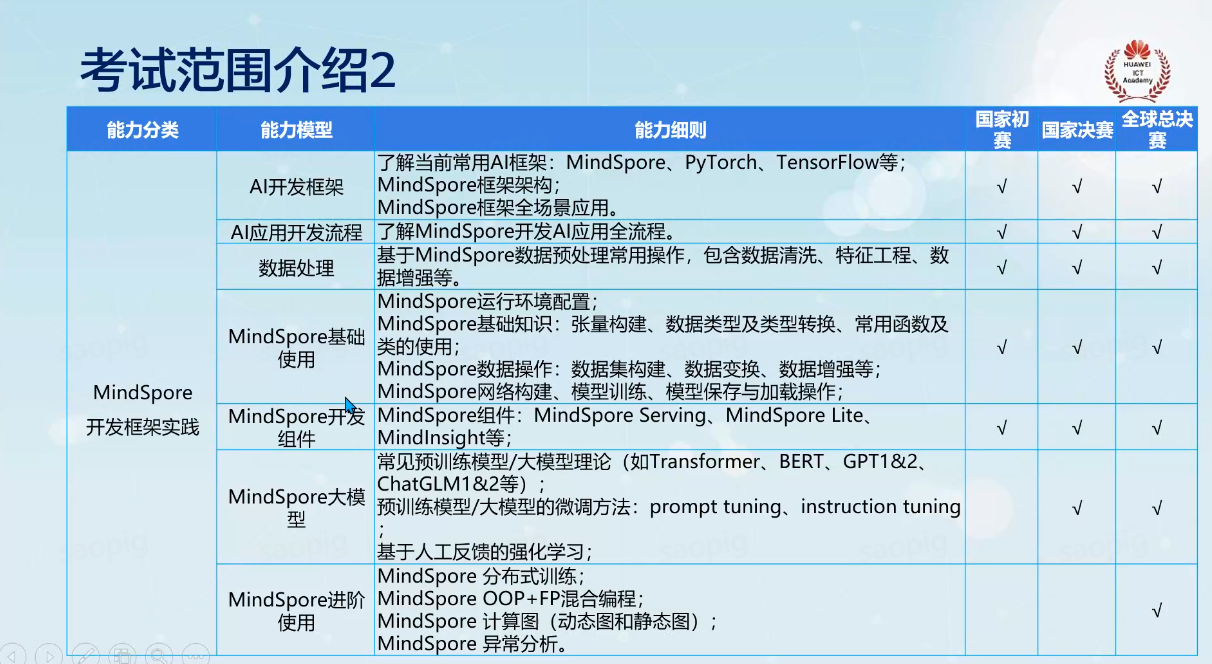 考试范围介绍2
HUAWEI
ICT
Academy
能力分类 能力模型 能力细则 国家初赛 国家决赛 全球总决赛
MindSpore
开发框架实践
AI开发框架
了解当前常用AI框架：MindSpore、PyTorch、TensorFlow等；
MindSpore框架架构；
MindSpore框架全场景应用。
√ √ √
AI应用开发流程
了解MindSpore开发AI应用全流程。
√ √ √
数据处理
基于MindSpore数据预处理常用操作，包含数据清洗、特征工程、数
据增强等。
√ √ √
MindSpore基础
使用
MindSpore运行环境配置；
MindSpore基础知识：张量构建、数据类型及类型转换、常用函数及
类的使用；
MindSpore数据操作：数据集构建、数据变换、数据增强等；
MindSpore网络构建、模型训练、模型保存与加载操作；
√ √ √
MindSpore开发
组件
MindSpore组件：MindSpore Serving、MindSpore Lite、
MindInsight等；
√ √ √
MindSpore大模
型
常见预训练模型/大模型理论（如Transformer、BERT、GPT1&2、
ChatGLM1&2等）；
预训练模型/大模型的微调方法：prompt tuning、instruction tuning
；
基于人工反馈的强化学习；
√ √
MindSpore进阶
使用
MindSpore 分布式训练；
MindSpore OOP+FP混合编程；
MindSpore 计算图（动态图和静态图）；
MindSpore 异常分析。
√
saopig saopig saopig saopig saopig
saopig saopig saopig saopig saopig